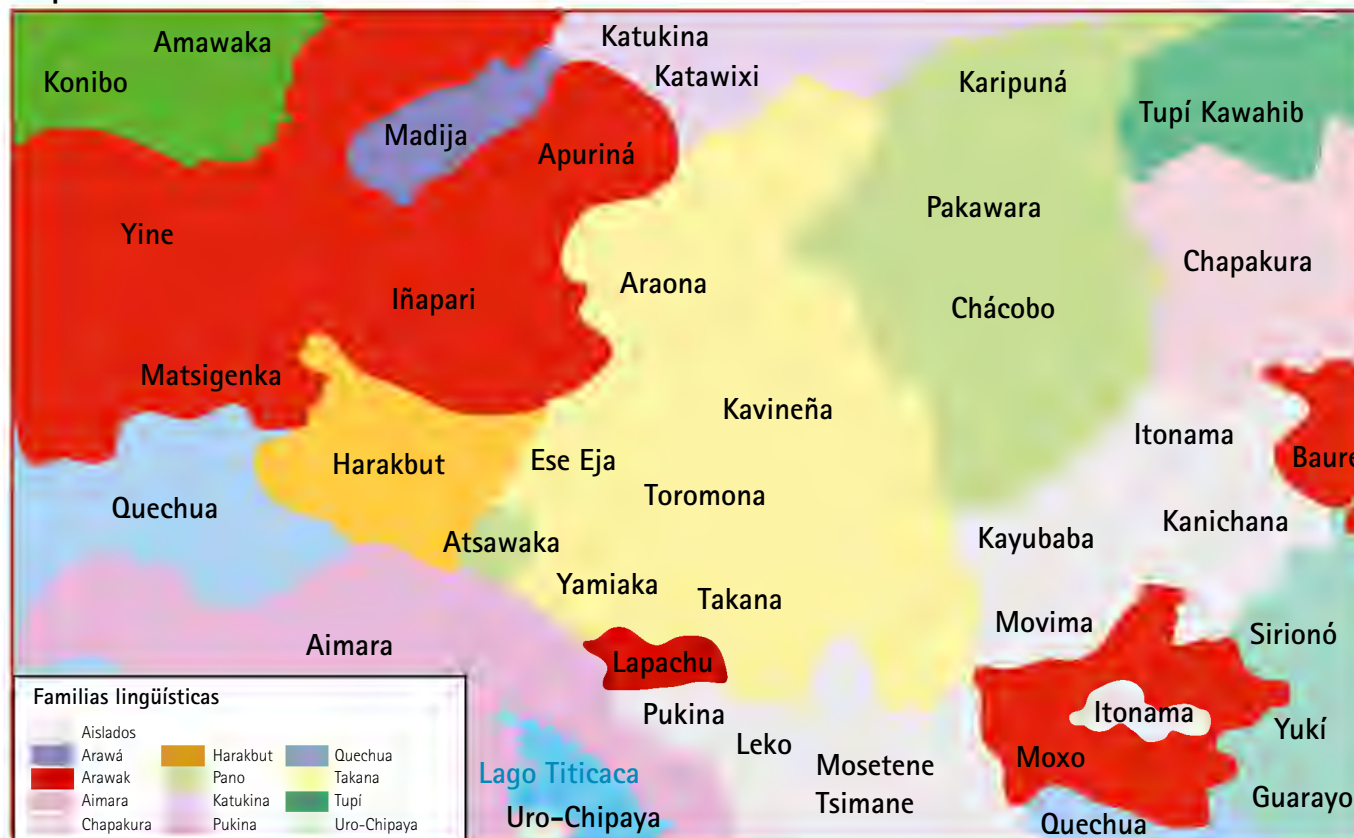 Amawaka
Konibo
Katukina
Katawixi
Karipuná
Tupí Kawahib
Madija
Apuriná
Yine
Pakawara
Chapakura
Iñapari
Araona
Chácobo
Matsigenka
Kavineña
Itonama
Baure
Harakbut
Ese Eja
Quechua
Toromona
Kanichana
Atsawaka
Kayubaba
Yamiaka
Takana
Movima
Sirionó
Aimara
Lapachu
Pukina
Itonama
Yukí
Leko
Moxo
Mosetene
Tsimane
Guarayo
Lago Titicaca
Uro-Chipaya
Quechua
Familias lingüísticas
Aislados
Arawá
Arawak
Aimara
Chapakura
Harakbut
Pano
Katukina
Pukina
Quechua
Takana
Tupí
Uro-Chipaya